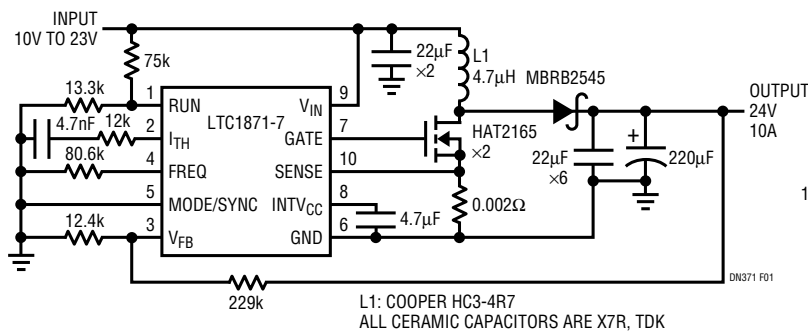 INPUT
10V TO 23V
75k
13.3k
4.7nF
12k
80.6k
12.4k
1
RUN
2
ITH
4
FREQ
5
MODE/SYNC
3
VFB
LTC1871-7
9
VIN
7
GATE
10
SENSE
8
INTVCC
6
GND
22µF
×2
L1
4.7µH
MBRB2545
HAT2165
×2
0.002Ω
4.7µF
22µF
×6
+
220µF
OUTPUT
24V
10A
1
229k
DN371 F01
L1: COOPER HC3-4R7
ALL CERAMIC CAPACITORS ARE X7R, TDK